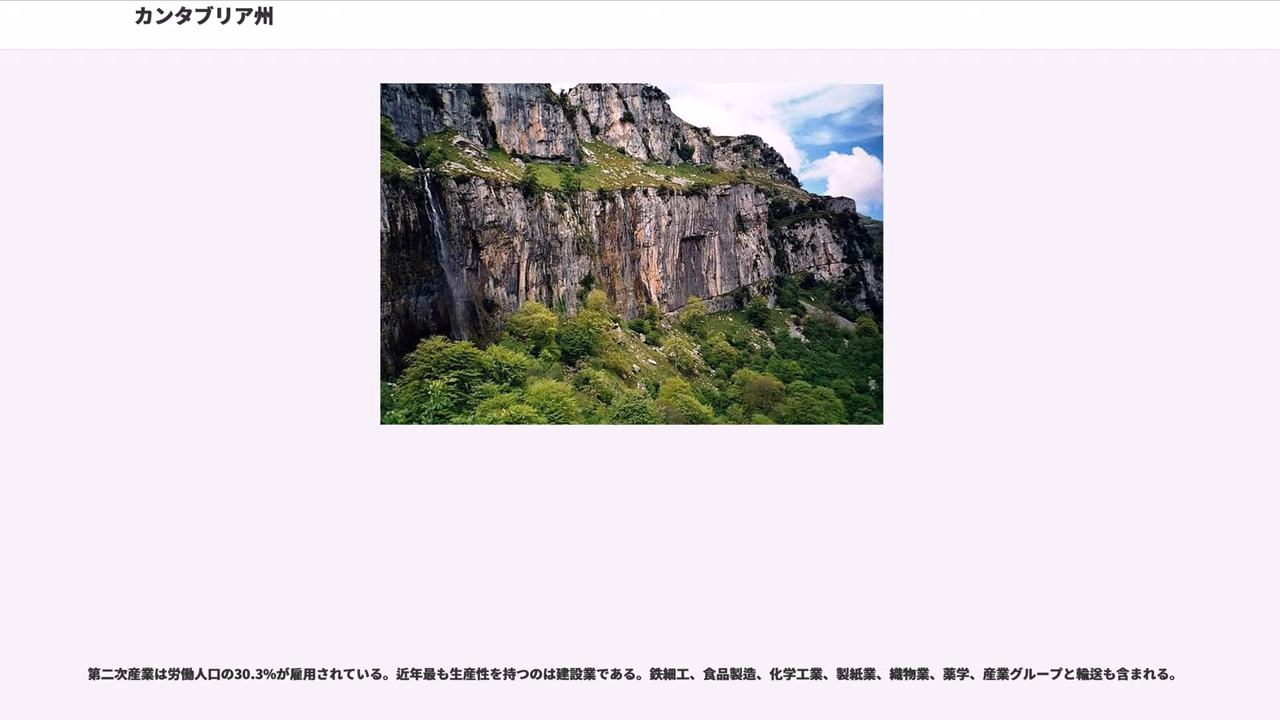 カンタブリア州
第二次産業は労働人口の30.3%が雇用されている。近年最も生産性を持つのは建設業である。鉄細工、食品製造、化学工業、製紙業、織物業、薬学、産業グループと輪送も含まれる。